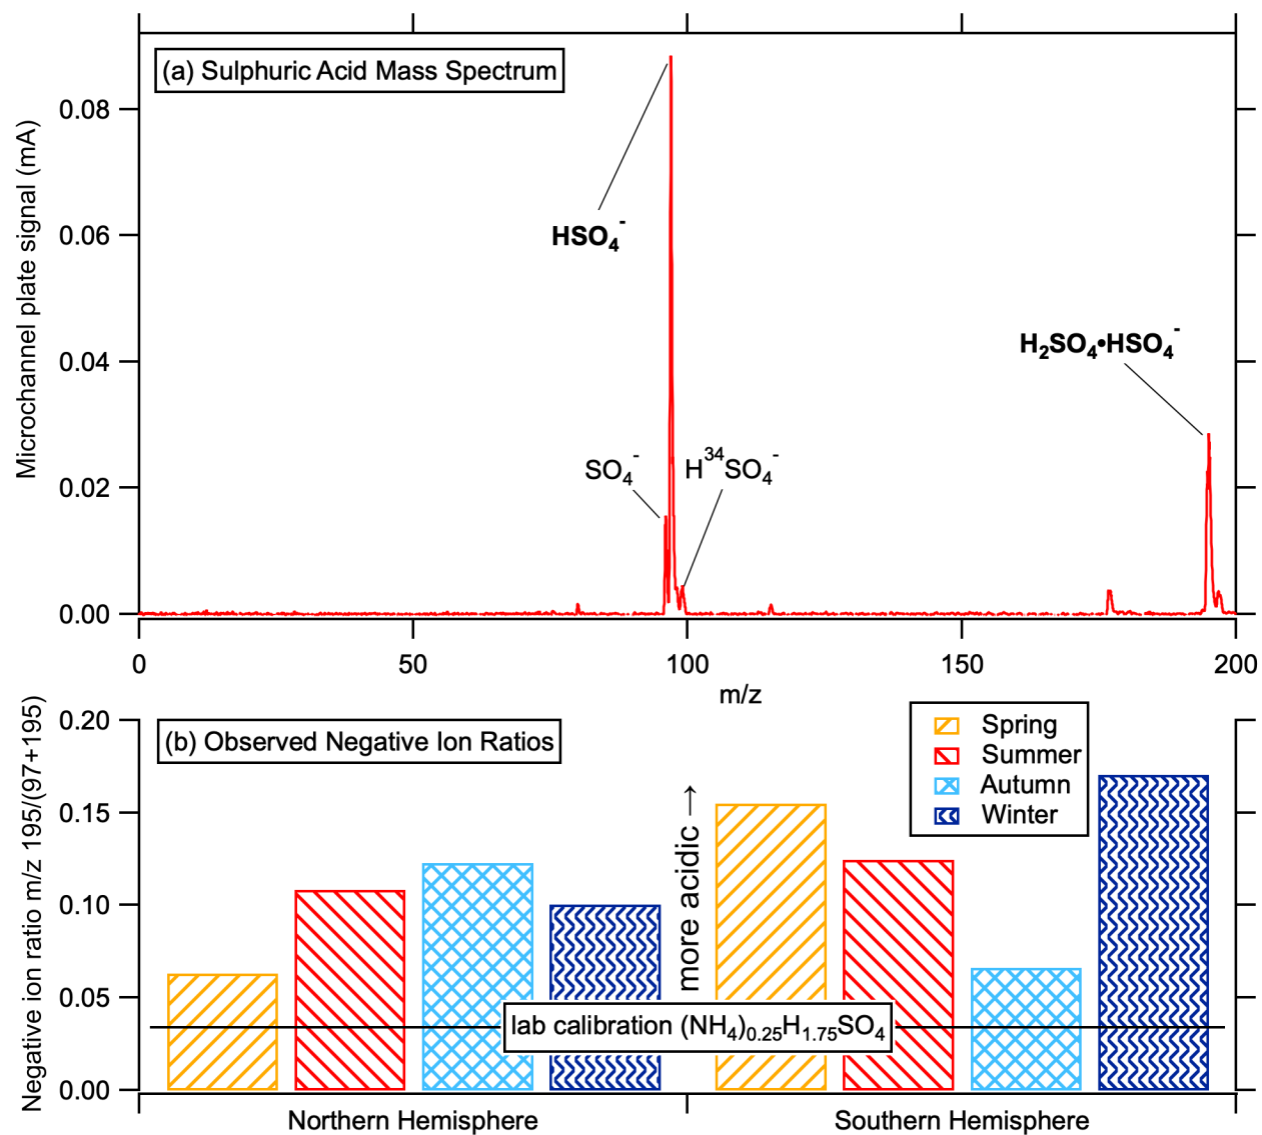 (a) Sulphuric Acid Mass Spectrum
Microchannel plate signal (mA)
0.08
0.06
0.04
0.02
0.00
HSO₄⁻
SO₄⁻
H³⁴SO₄⁻
H₂SO₄•HSO₄⁻
0 50 100 150 200
m/z
(b) Observed Negative Ion Ratios
Negative ion ratio m/z 195/(97+195)
0.20
0.15
0.10
0.05
0.00
more acidic →
Spring
Summer
Autumn
Winter
lab calibration (NH₄)₀.₂₅H₁.₇₅SO₄
Northern Hemisphere Southern Hemisphere